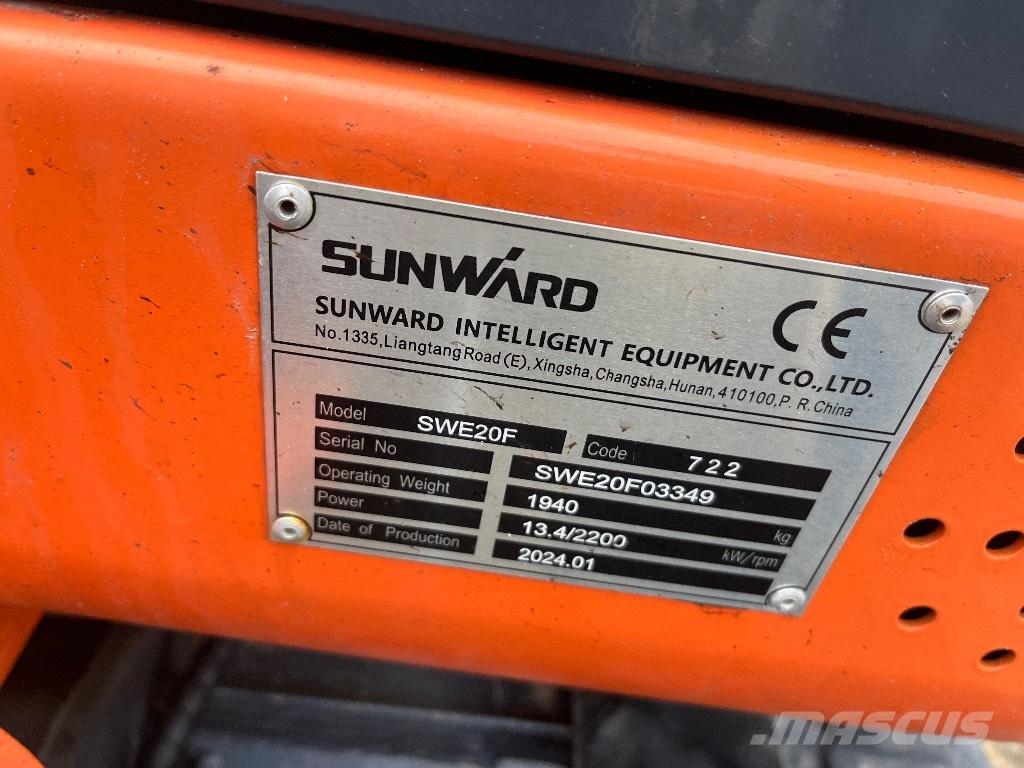 SUNWARD
CE
SUNWARD INTELLIGENT EQUIPMENT CO.,LTD.
No.1335,Liangtang Road (E), Xingsha, Changsha, Hunan, 410100, P. R. China
Model SWE20F Code 722
Serial No SWE20F03349
Operating Weight 1940 kg
Power 13.4/2200 kW/rpm
Date of Production 2024.01
MASCUS